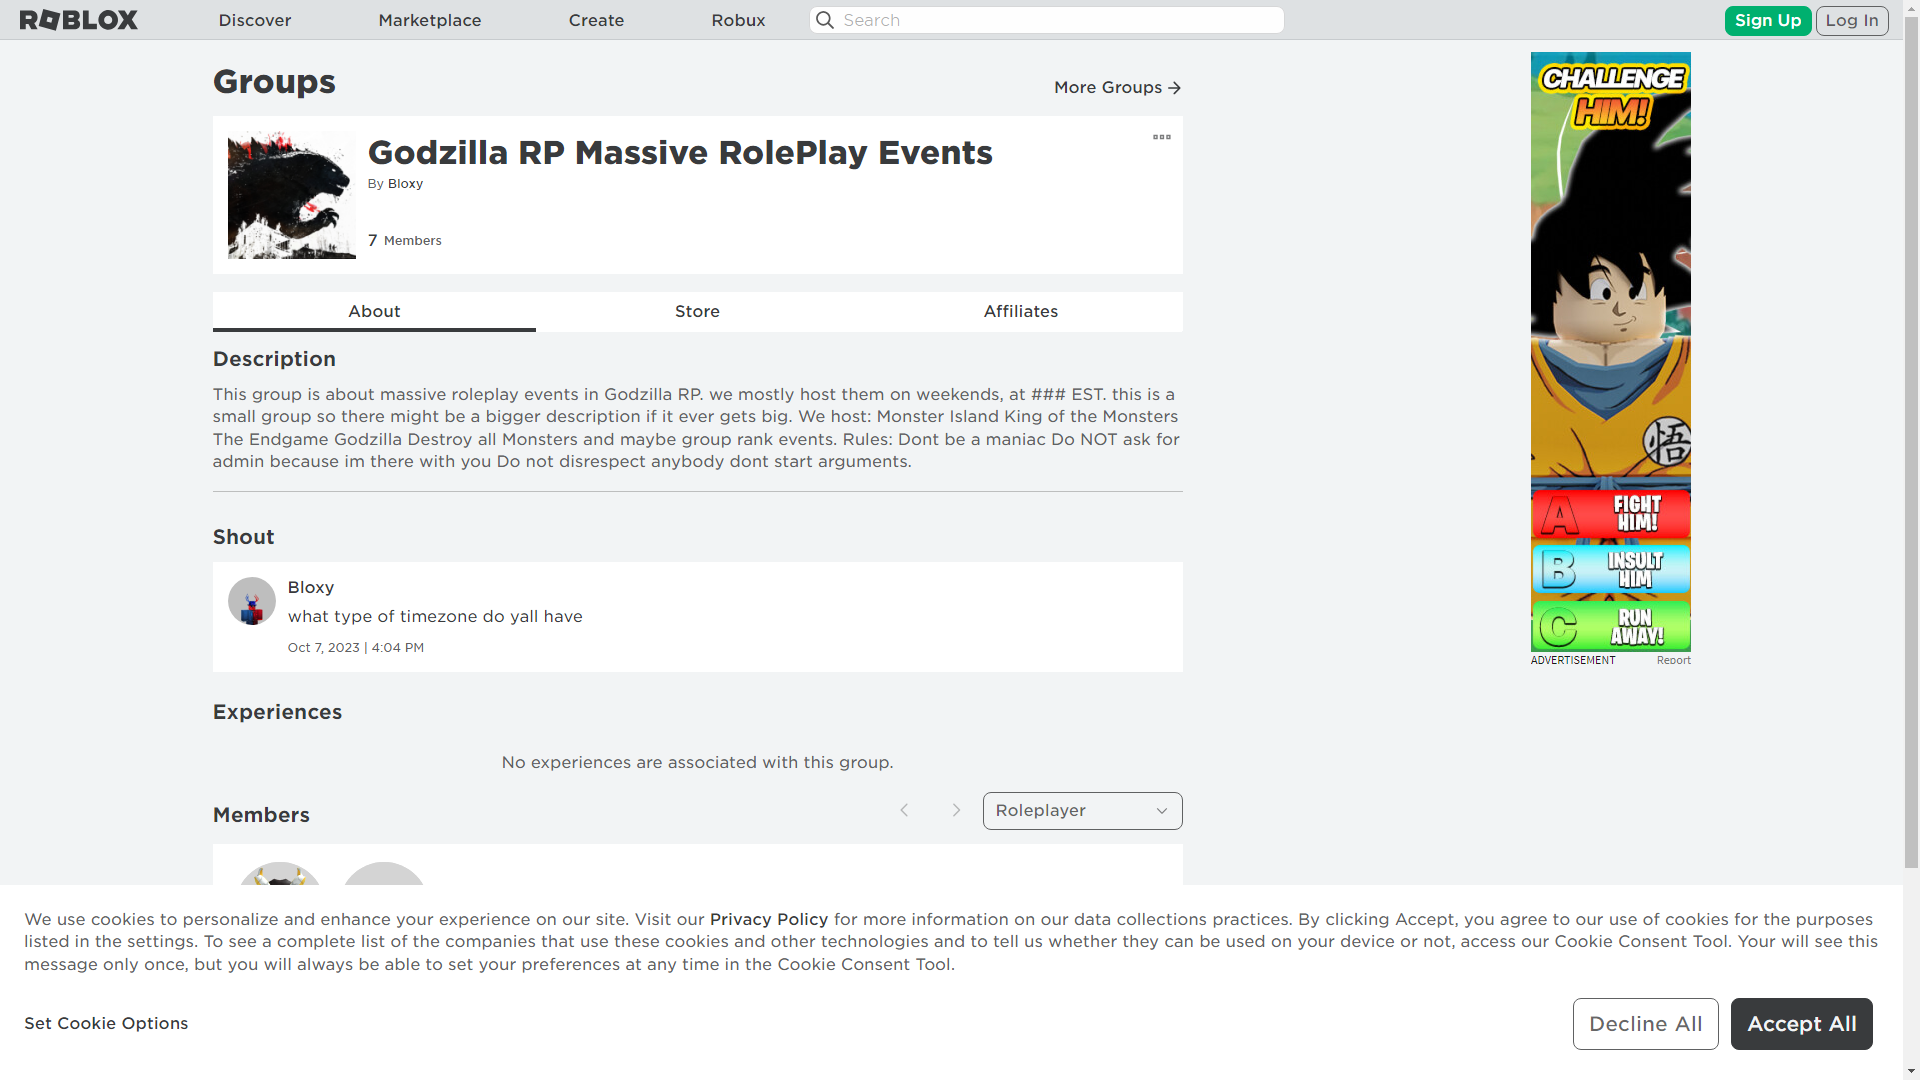 ROBLOX
Discover
Marketplace
Create
Robux
Search
Sign Up
Log In
Groups
More Groups
Godzilla RP Massive RolePlay Events
By Bloxy
7 Members
About
Store
Affiliates
Description
This group is about massive roleplay events in Godzilla RP. we mostly host them on weekends, at ### EST. this is a
small group so there might be a bigger description if it ever gets big. We host: Monster Island King of the Monsters
The Endgame Godzilla Destroy all Monsters and maybe group rank events. Rules: Dont be a maniac Do NOT ask for
admin because im there with you Do not disrespect anybody dont start arguments.
Shout
Bloxy
what type of timezone do yall have
Oct 7, 2023 | 4:04 PM
Experiences
No experiences are associated with this group.
Members
Roleplayer
CHALLENGE
HIM!
悟
A
FIGHT
HIM!
B
INSULT
HIM
C
RUN
AWAY!
ADVERTISEMENT
Report
We use cookies to personalize and enhance your experience on our site. Visit our Privacy Policy for more information on our data collections practices. By clicking Accept, you agree to our use of cookies for the purposes
listed in the settings. To see a complete list of the companies that use these cookies and other technologies and to tell us whether they can be used on your device or not, access our Cookie Consent Tool. Your will see this
message only once, but you will always be able to set your preferences at any time in the Cookie Consent Tool.
Set Cookie Options
Decline All
Accept All